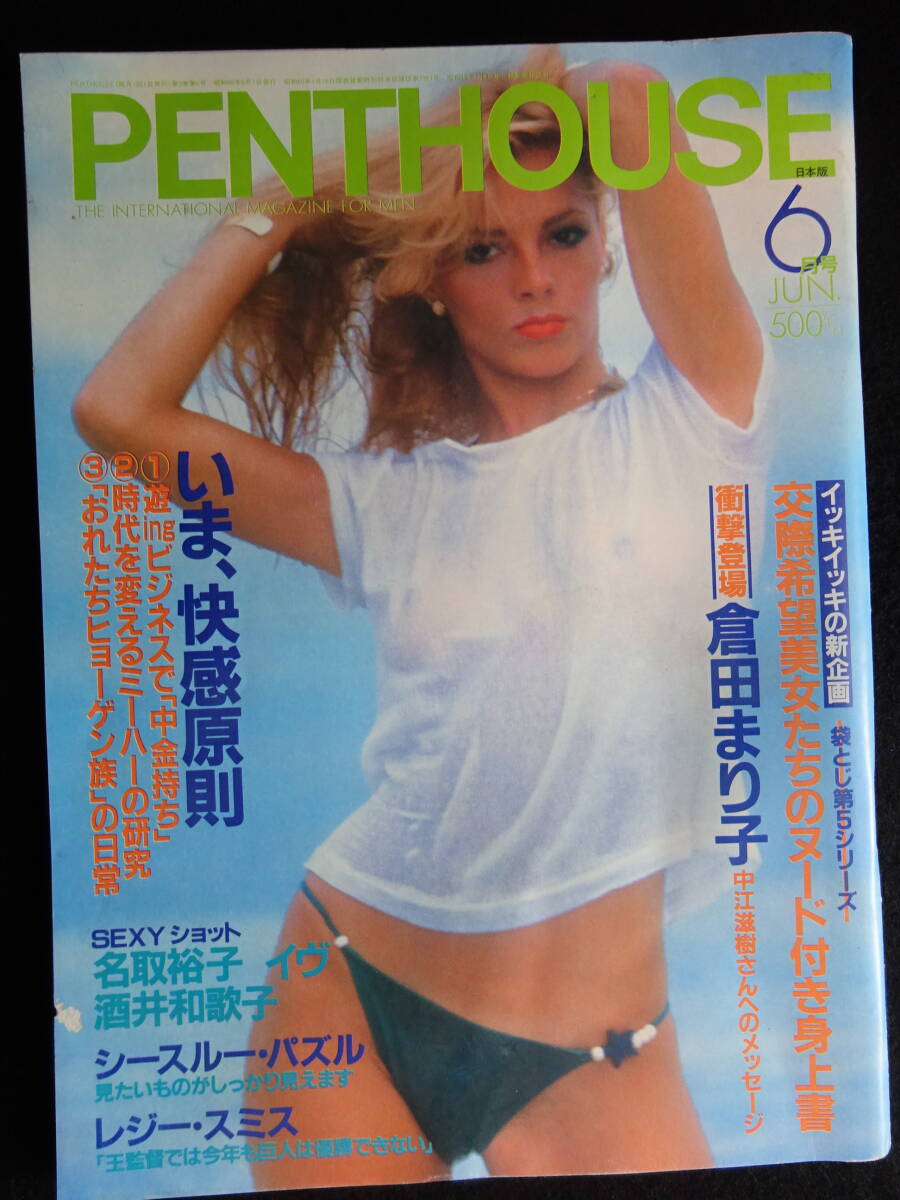 PENTHOUSE
日本版
THE INTERNATIONAL MAGAZINE FOR MEN
6月号
JUN.
500
イッキイッキの新企画
-袋とじ第5シリーズ-
交際希望美女たちのヌード付き身上書
衝撃登場
倉田まり子
中江滋樹さんへのメッセージ
いま、快感原則
①遊ingビジネスで「中金持ち」
②時代を変えるミーハーの研究
③「おれたちヒョーゲン族」の日常
SEXYショット
名取裕子 イヴ
酒井和歌子
シースルー・パズル
見たいものがしっかり見えます
レジー・スミス
「王監督では今年も巨人は優勝できない」